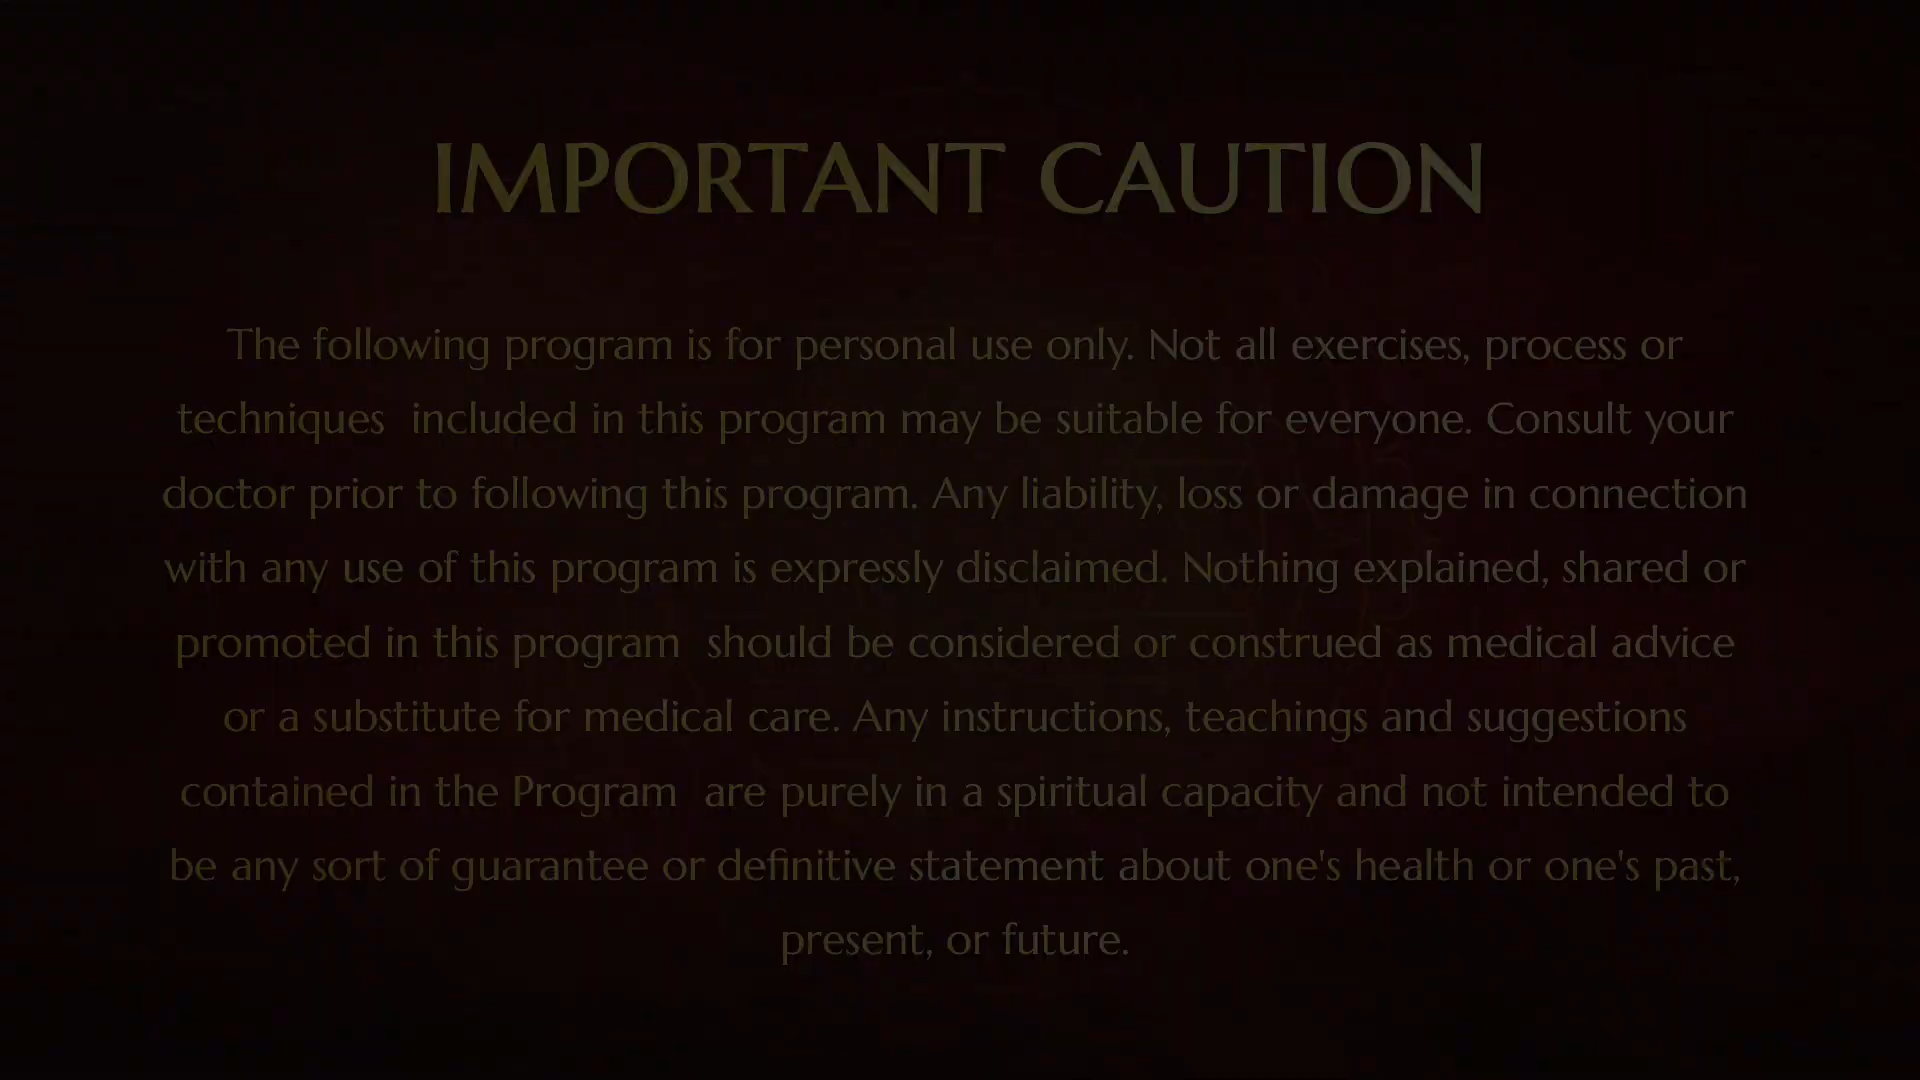 IMPORTANT CAUTION
The following program is for personal use only. Not all exercises, process or
techniques  included in this program may be suitable for everyone. Consult your
doctor prior to following this program. Any liability, loss or damage in connection
with any use of this program is expressly disclaimed. Nothing explained, shared or
promoted in this program  should be considered or construed as medical advice
or a substitute for medical care. Any instructions, teachings and suggestions
contained in the Program  are purely in a spiritual capacity and not intended to
be any sort of guarantee or definitive statement about one's health or one's past,
present, or future.